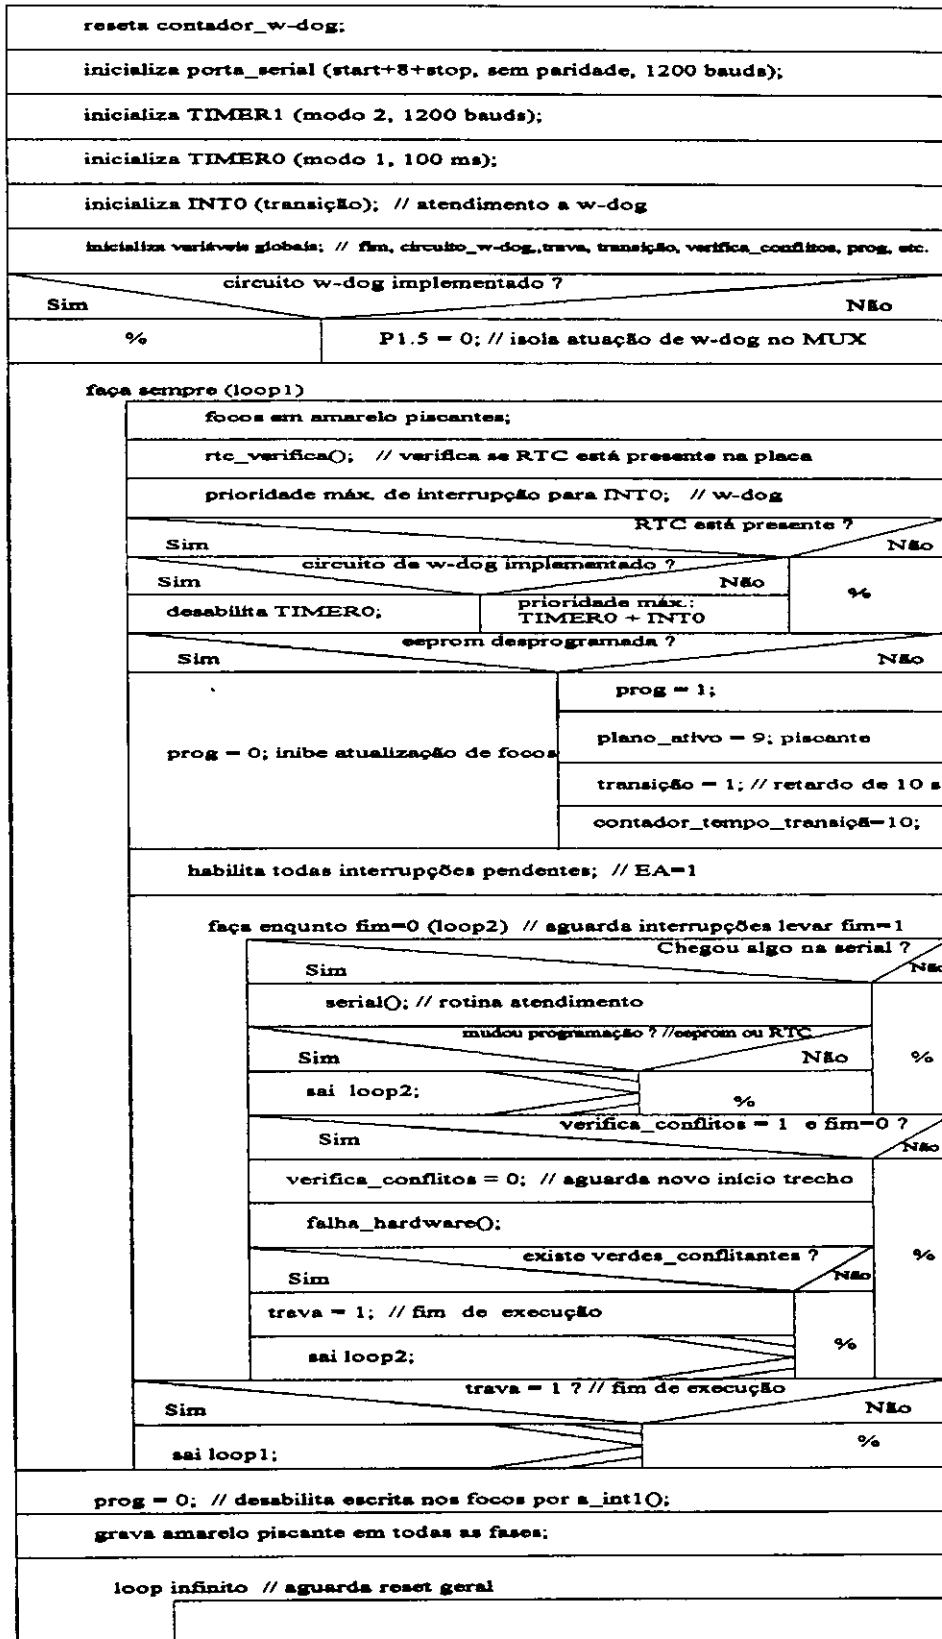 reseta contador_w-dog;
inicializa porta_serial (start+8+stop, sem paridade, 1200 bauds);
inicializa TIMER1 (modo 2, 1200 bauds);
inicializa TIMER0 (modo 1, 100 ms);
inicializa INT0 (transição); // atendimento a w-dog
inicializa variáveis globais; // fim, circuito_w-dog,,trava, transição, verifica_conflitos, prog, etc.
circuito w-dog implementado ?
Sim Não
% P1.5 = 0; // isola atuação de w-dog no MUX
faça sempre (loop1)
focos em amarelo piscantes;
rtc_verifica(); // verifica se RTC está presente na placa
prioridade máx. de interrupção para INT0; // w-dog
RTC está presente ?
Sim Não
circuito de w-dog implementado ?
Sim Não
%
desabilita TIMER0; prioridade máx.:
TIMER0 + INT0
eeprom desprogramada ?
Sim Não
prog = 1;
prog = 0; inibe atualização de focos plano_ativo = 9; piscante
transição = 1; // retardo de 10 s
contador_tempo_transiçã=10;
habilita todas interrupções pendentes; // EA=1
faça enqunto fim=0 (loop2) // aguarda interrupções levar fim=1
Chegou algo na serial ?
Sim Não
serial(); // rotina atendimento
mudou programação ? //eeprom ou RTC
Sim Não %
sai loop2; %
verifica_conflitos = 1 e fim=0 ?
Sim Não
verifica_conflitos = 0; // aguarda novo início trecho
falha_hardware();
existe verdes_conflitantes ? %
Sim Não
trava = 1; // fim de execução
sai loop2; %
trava = 1 ? // fim de execução
Sim Não
sai loop1; %
prog = 0; // desabilita escrita nos focos por s_int1();
grava amarelo piscante em todas as fases;
loop infinito // aguarda reset geral